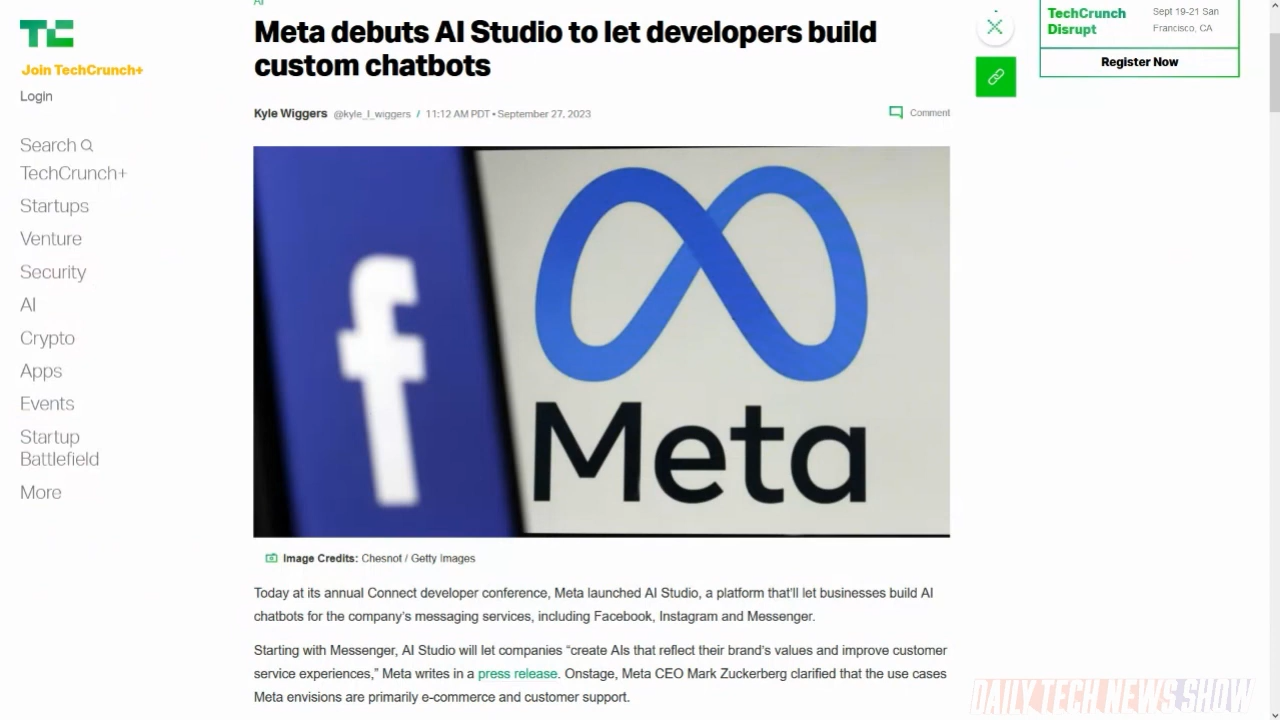 TC
Join TechCrunch+
Login
Search
TechCrunch+
Startups
Venture
Security
AI
Crypto
Apps
Events
Startup
Battlefield
More
AI
Meta debuts AI Studio to let developers build
custom chatbots
Kyle Wiggers @kyle_l_wiggers / 11:12 AM PDT • September 27, 2023
Comment
f
Meta
Image Credits: Chesnot / Getty Images
Today at its annual Connect developer conference, Meta launched AI Studio, a platform that'll let businesses build AI
chatbots for the company's messaging services, including Facebook, Instagram and Messenger.
Starting with Messenger, AI Studio will let companies “create AIs that reflect their brand's values and improve customer
service experiences,” Meta writes in a press release. Onstage, Meta CEO Mark Zuckerberg clarified that the use cases
Meta envisions are primarily e-commerce and customer support.
TechCrunch
Disrupt
Sept 19-21 San
Francisco, CA
Register Now
DAILY TECH NEWS SHOW